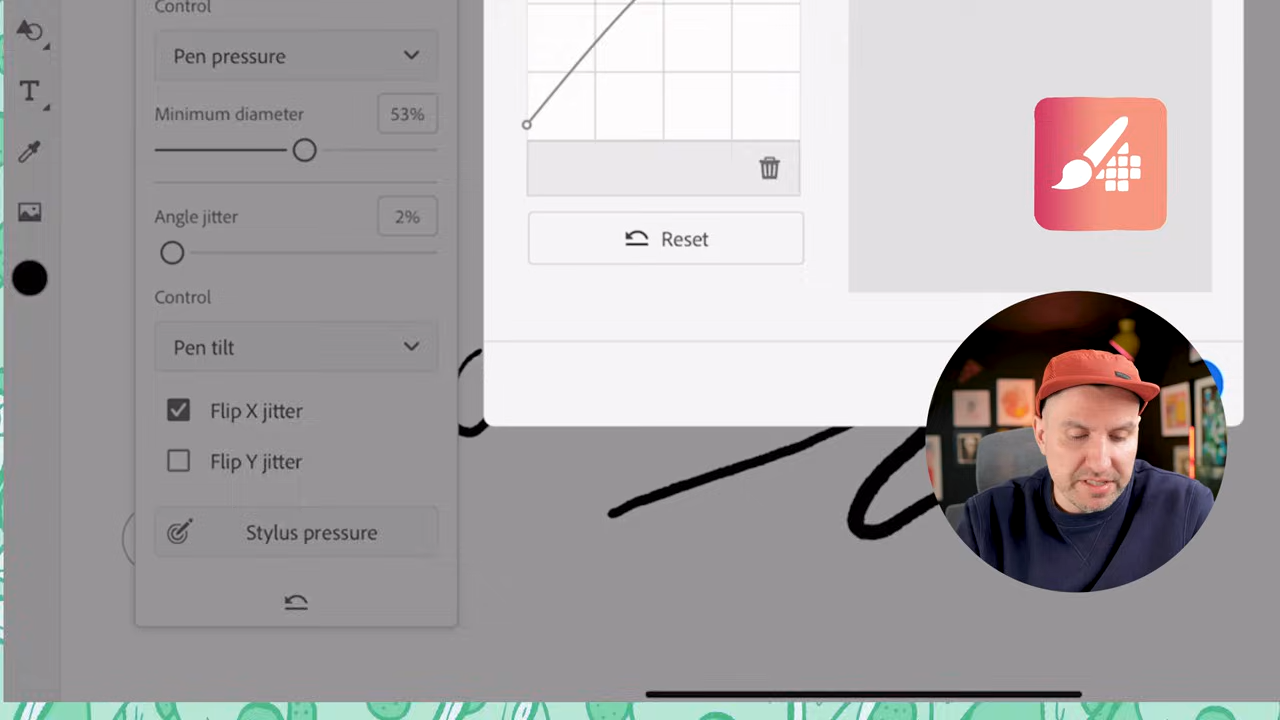 Control
Pen pressure
Minimum diameter 53%
Angle jitter 2%
Control
Pen tilt
Flip X jitter
Flip Y jitter
Stylus pressure
T
Reset